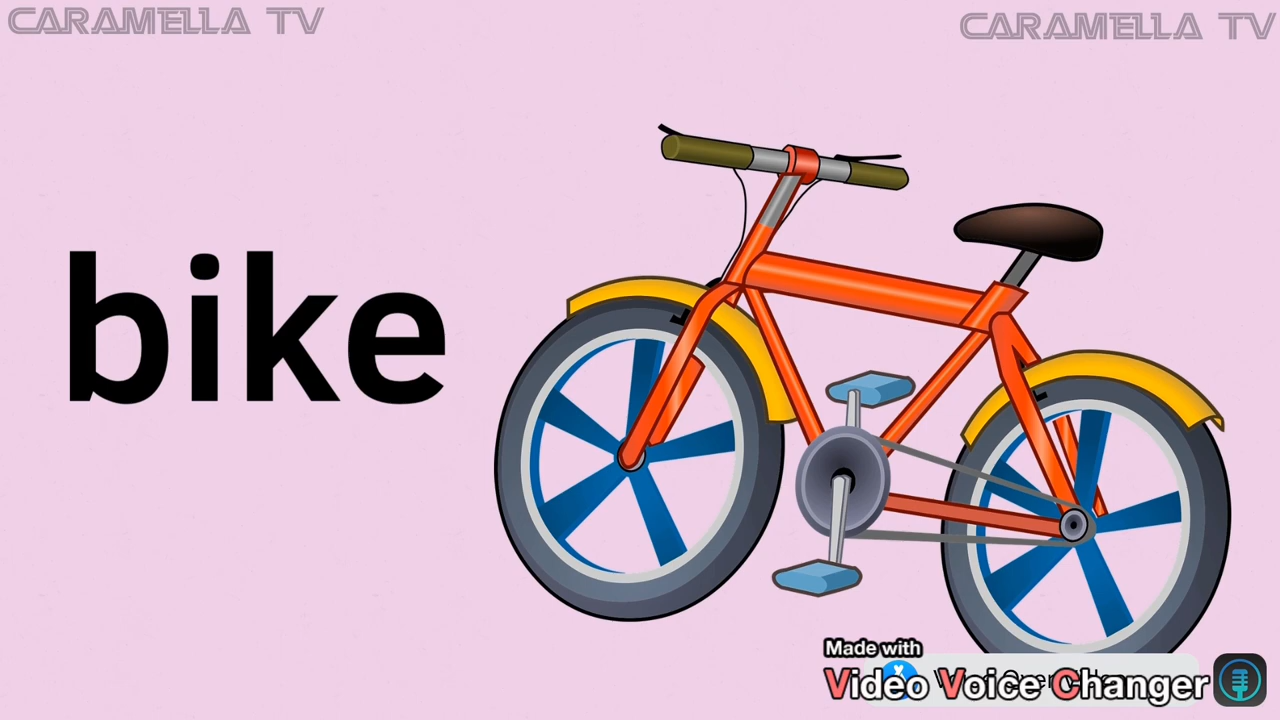 CARAMELLA TV
CARAMELLA TV
bike
Made with
Video Voice Changer